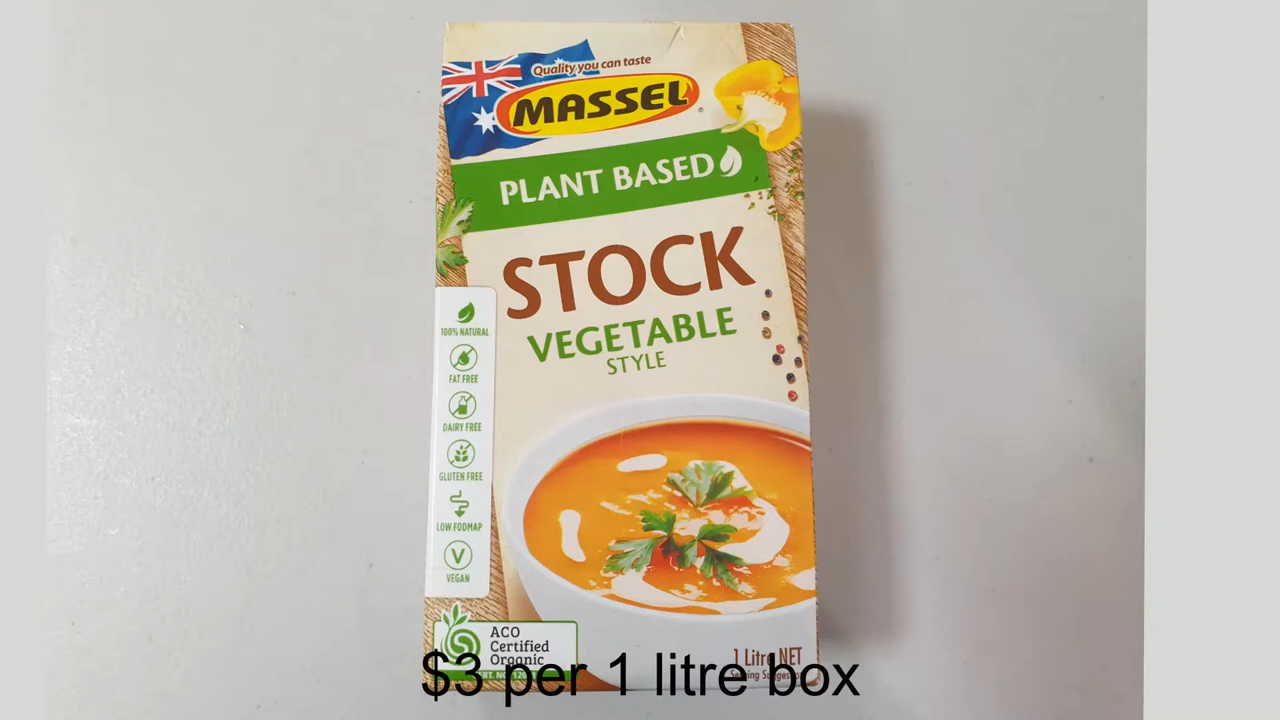 Quality you can taste
MASSEL
PLANT BASED
STOCK
VEGETABLE
STYLE
100% NATURAL
FAT FREE
DAIRY FREE
GLUTEN FREE
LOW FODMAP
VEGAN
ACO
Certified
Organic
1 Litre NET
$3 per 1 litre box